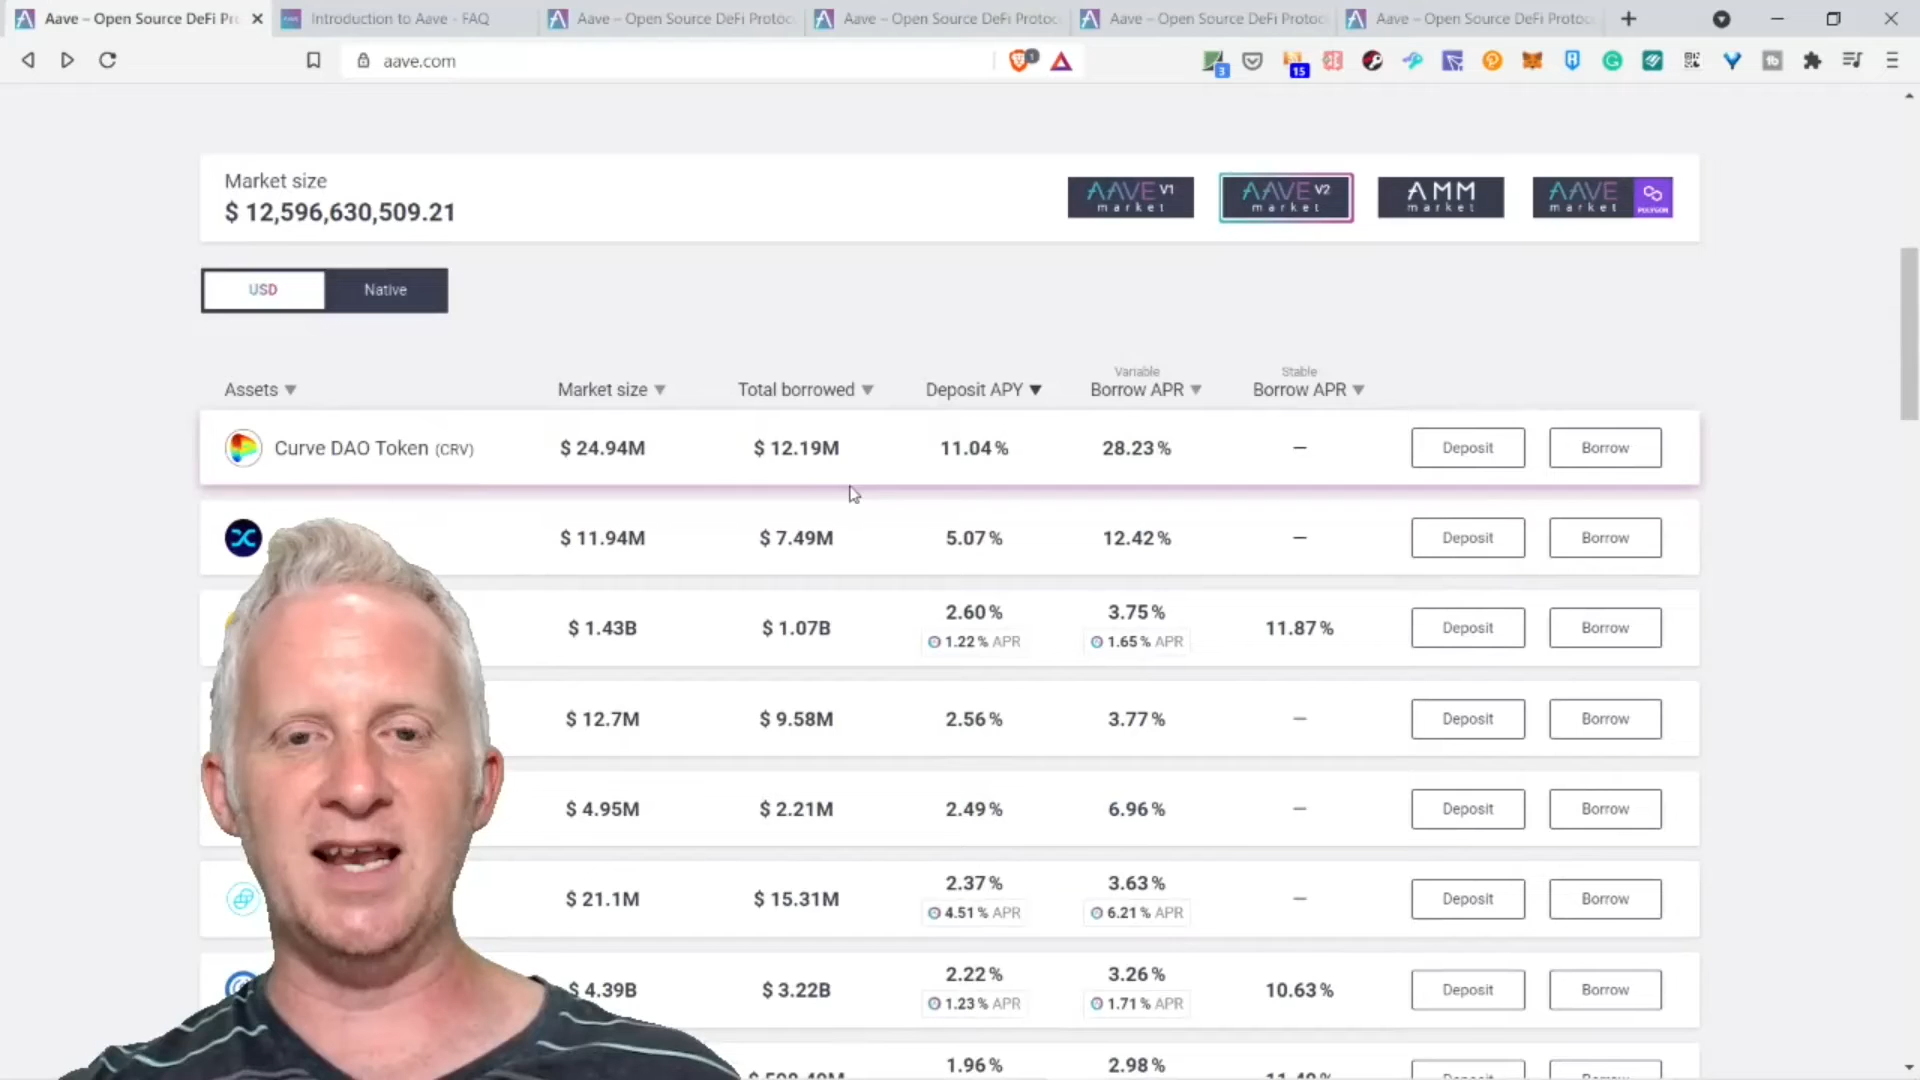 Aave – Open Source DeFi Pr
Introduction to Aave - FAQ
Aave – Open Source DeFi Protoc
Aave – Open Source DeFi Protoc
Aave – Open Source DeFi Protoc
Aave – Open Source DeFi Protoc
aave.com
1
3
15
Market size
$ 12,596,630,509.21
AAVE V1 market
AAVE V2 market
AMM market
AAVE market POLYGON
USD
Native
Assets
Market size
Total borrowed
Deposit APY
Variable Borrow APR
Stable Borrow APR
Curve DAO Token (CRV) $ 24.94M $ 12.19M 11.04 % 28.23 % — Deposit Borrow
$ 11.94M $ 7.49M 5.07 % 12.42 % — Deposit Borrow
$ 1.43B $ 1.07B 2.60 % 3.75 % 11.87 % Deposit Borrow
1.22 % APR 1.65 % APR
$ 12.7M $ 9.58M 2.56 % 3.77 % — Deposit Borrow
$ 4.95M $ 2.21M 2.49 % 6.96 % — Deposit Borrow
$ 21.1M $ 15.31M 2.37 % 3.63 % — Deposit Borrow
4.51 % APR 6.21 % APR
$ 4.39B $ 3.22B 2.22 % 3.26 % 10.63 % Deposit Borrow
1.23 % APR 1.71 % APR
1.96 % 2.98 %